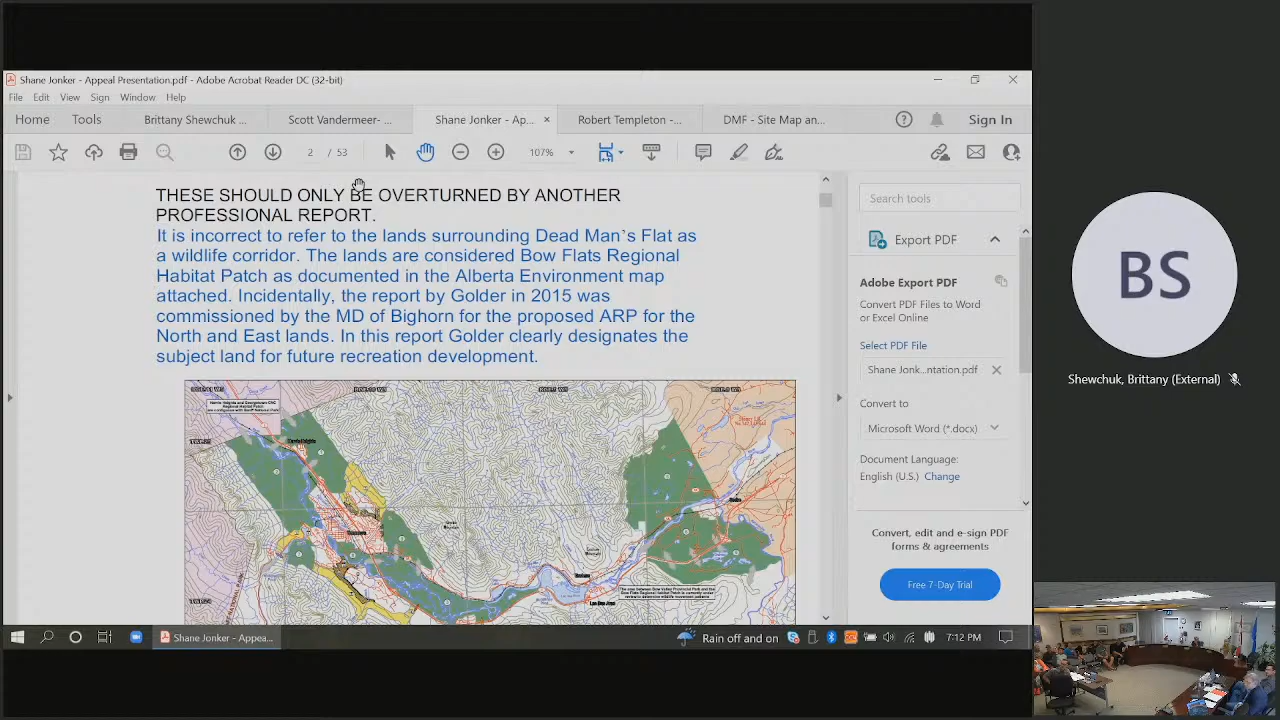 Shane Jonker - Appeal Presentation.pdf - Adobe Acrobat Reader DC (32-bit)
File Edit View Sign Window Help
Home Tools Brittany Shewchuk ... Scott Vandermeer- ... Shane Jonker - Ap... × Robert Templeton -... DMF - Site Map an... Sign In
2 / 53 107%
THESE SHOULD ONLY BE OVERTURNED BY ANOTHER
PROFESSIONAL REPORT.
It is incorrect to refer to the lands surrounding Dead Man's Flat as
a wildlife corridor. The lands are considered Bow Flats Regional
Habitat Patch as documented in the Alberta Environment map
attached. Incidentally, the report by Golder in 2015 was
commissioned by the MD of Bighorn for the proposed ARP for the
North and East lands. In this report Golder clearly designates the
subject land for future recreation development.
Search tools
Export PDF
Adobe Export PDF
Convert PDF Files to Word
or Excel Online
Select PDF File
Shane Jonk...ntation.pdf
Convert to
Microsoft Word (*.docx)
Document Language:
English (U.S.) Change
Convert, edit and e-sign PDF
forms & agreements
Free 7-Day Trial
BS
Shewchuk, Brittany (External)
Shane Jonker - Appea...
Rain off and on
7:12 PM